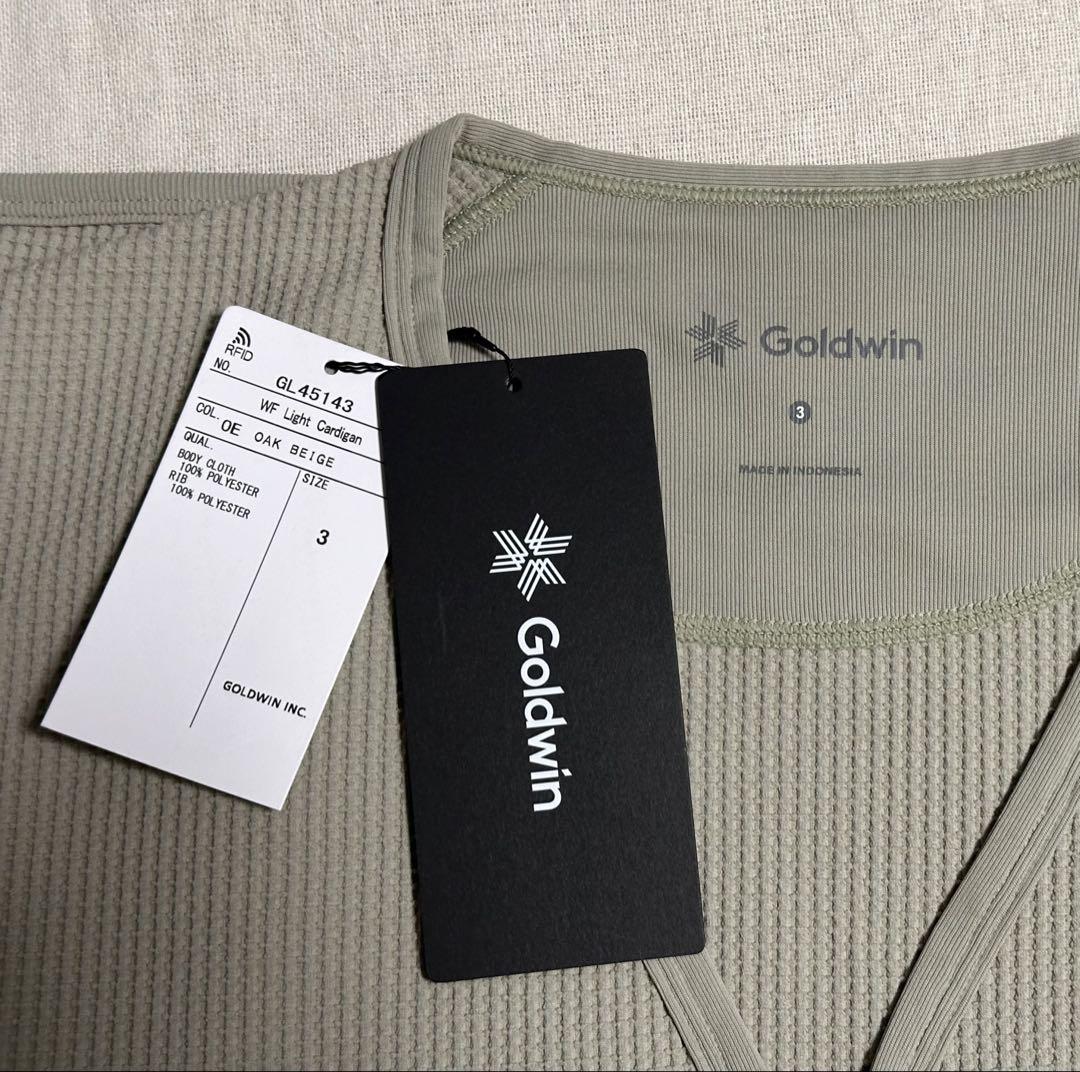 RFID
NO.
GL45143
WF Light Cardigan
COL.
OE OAK BEIGE
QUAL.
BODY CLOTH
100% POLYESTER
RIB
100% POLYESTER
SIZE
3
GOLDWIN INC.
Goldwin
Goldwin
3
MADE IN INDONESIA